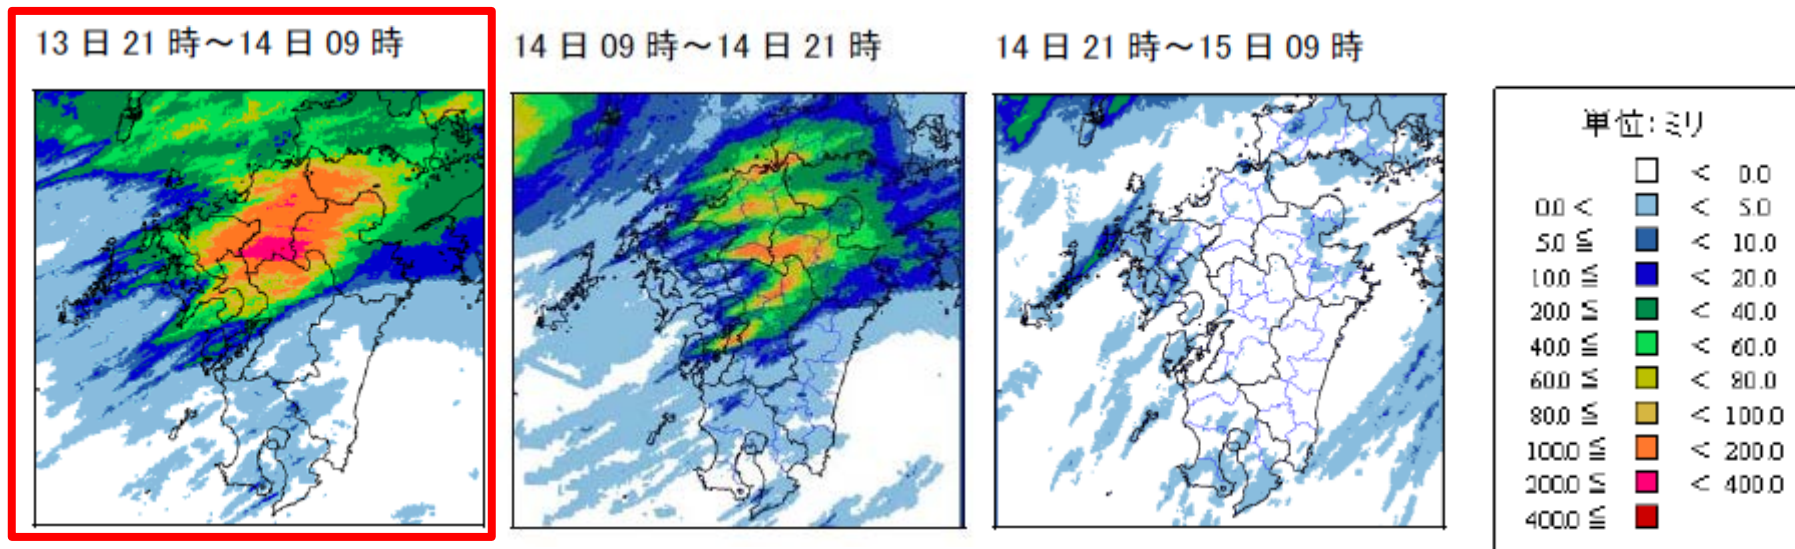 13 日 21 時～14 日 09 時
14 日 09 時～14 日 21 時
14 日 21 時～15 日 09 時
単位:ミリ
< 0.0
0.0 < < 5.0
5.0 ≦ < 10.0
10.0 ≦ < 20.0
20.0 ≦ < 40.0
40.0 ≦ < 60.0
60.0 ≦ < 80.0
80.0 ≦ < 100.0
100.0 ≦ < 200.0
200.0 ≦ < 400.0
400.0 ≦